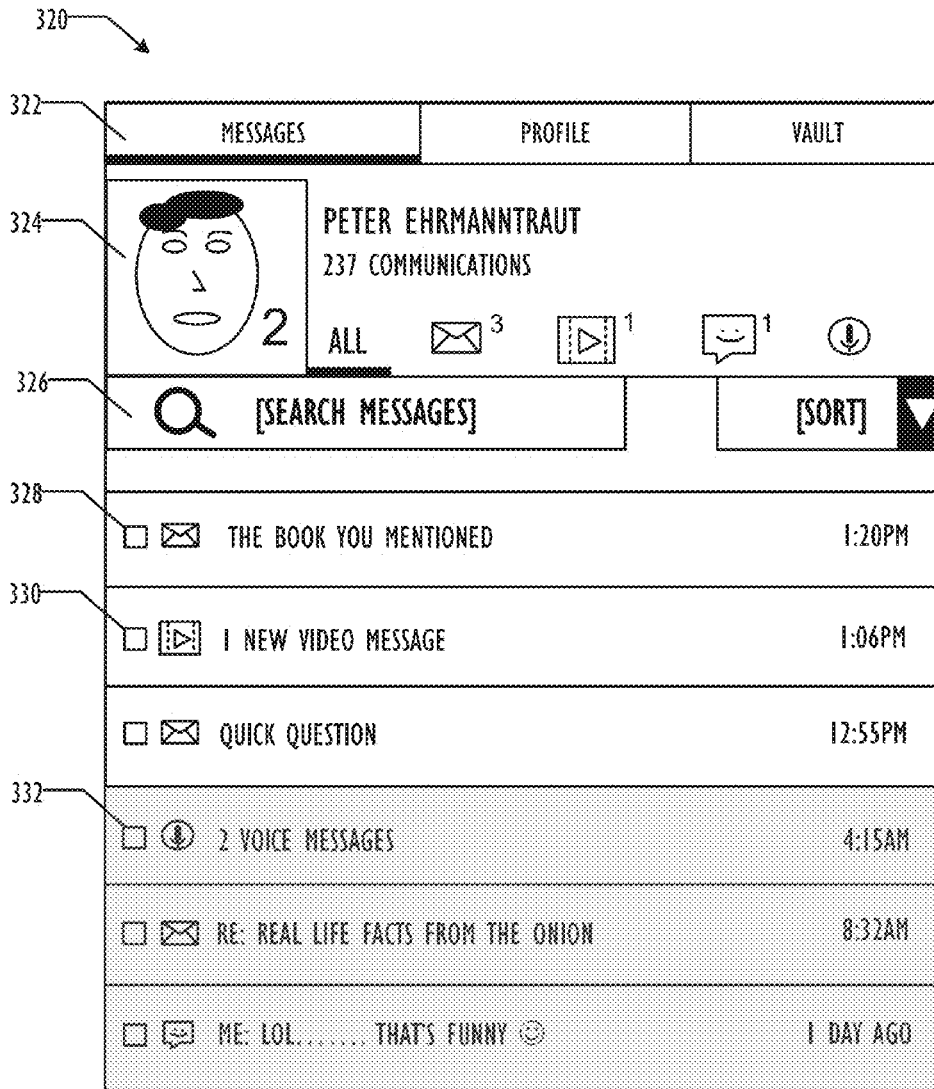 320
322
MESSAGES PROFILE VAULT
324
PETER EHRMANNTRAUT
237 COMMUNICATIONS
2
ALL 3 1 1
326
[SEARCH MESSAGES] [SORT]
328
THE BOOK YOU MENTIONED 1:20PM
330
1 NEW VIDEO MESSAGE 1:06PM
QUICK QUESTION 12:55PM
332
2 VOICE MESSAGES 4:15AM
RE: REAL LIFE FACTS FROM THE ONION 8:32AM
ME: LOL....... THAT'S FUNNY ☺ 1 DAY AGO